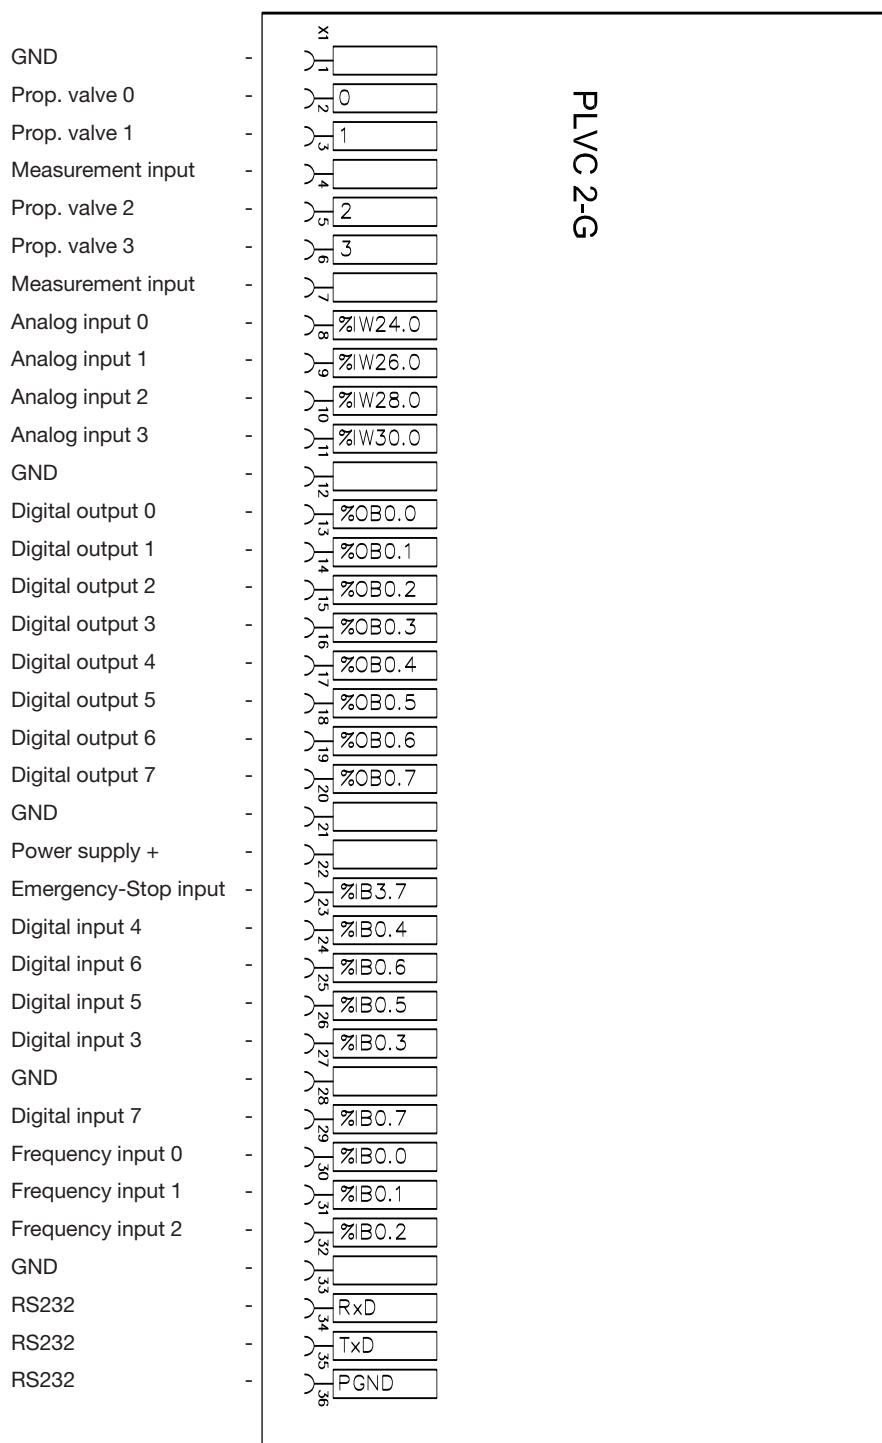 X1
PLVC 2-G
GND - 1
Prop. valve 0 - 2 0
Prop. valve 1 - 3 1
Measurement input - 4
Prop. valve 2 - 5 2
Prop. valve 3 - 6 3
Measurement input - 7
Analog input 0 - 8 %IW24.0
Analog input 1 - 9 %IW26.0
Analog input 2 - 10 %IW28.0
Analog input 3 - 11 %IW30.0
GND - 12
Digital output 0 - 13 %OB0.0
Digital output 1 - 14 %OB0.1
Digital output 2 - 15 %OB0.2
Digital output 3 - 16 %OB0.3
Digital output 4 - 17 %OB0.4
Digital output 5 - 18 %OB0.5
Digital output 6 - 19 %OB0.6
Digital output 7 - 20 %OB0.7
GND - 21
Power supply + - 22
Emergency-Stop input - 23 %IB3.7
Digital input 4 - 24 %IB0.4
Digital input 6 - 25 %IB0.6
Digital input 5 - 26 %IB0.5
Digital input 3 - 27 %IB0.3
GND - 28
Digital input 7 - 29 %IB0.7
Frequency input 0 - 30 %IB0.0
Frequency input 1 - 31 %IB0.1
Frequency input 2 - 32 %IB0.2
GND - 33
RS232 - 34 RxD
RS232 - 35 TxD
RS232 - 36 PGND